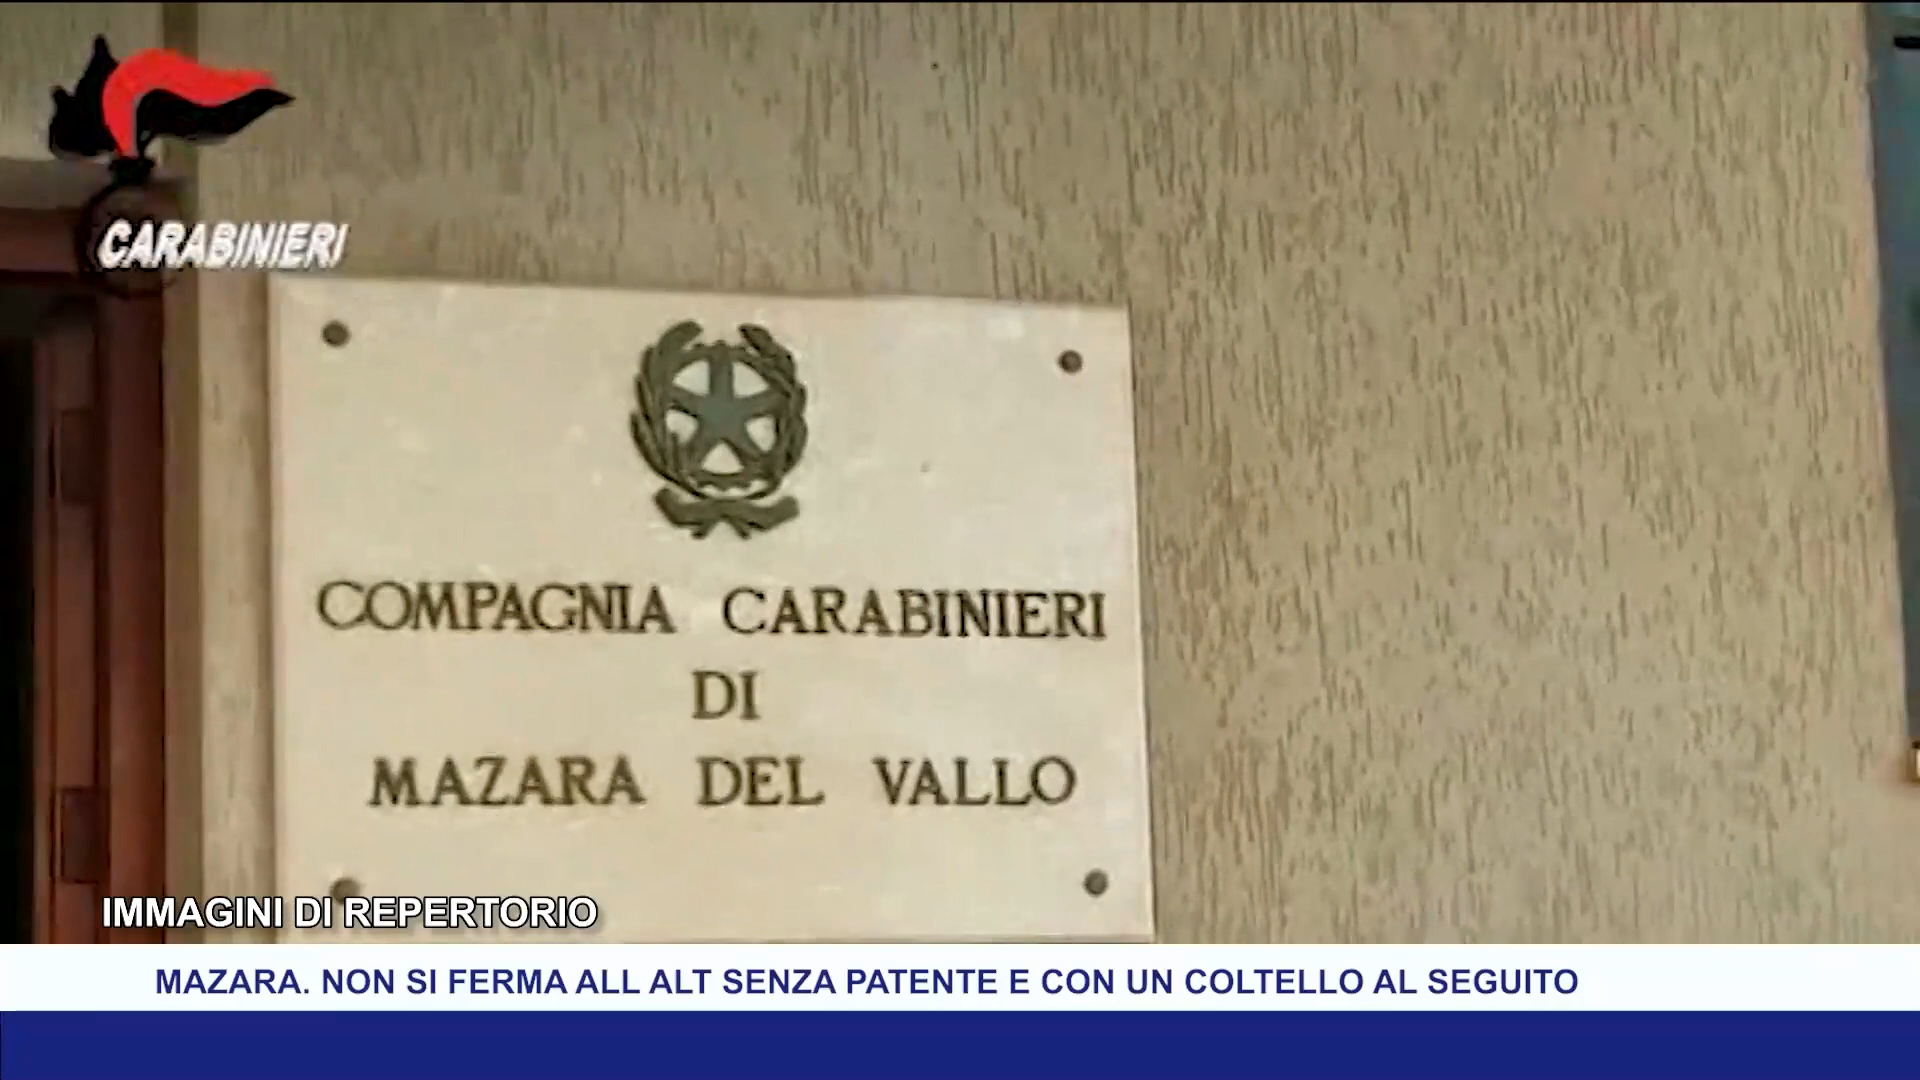 CARABINIERI
COMPAGNIA CARABINIERI
DI
MAZARA DEL VALLO
IMMAGINI DI REPERTORIO
MAZARA. NON SI FERMA ALL ALT SENZA PATENTE E CON UN COLTELLO AL SEGUITO